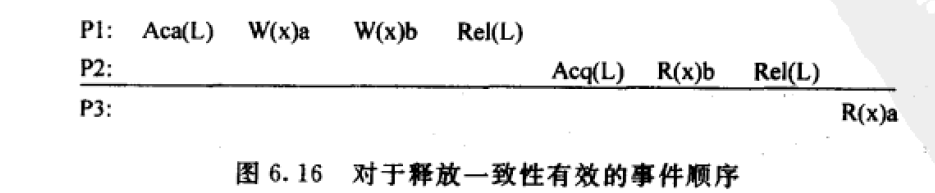 P1: Aca(L) W(x)a W(x)b Rel(L)
P2: Acq(L) R(x)b Rel(L)
P3: R(x)a
图 6.16 对于释放一致性有效的事件顺序